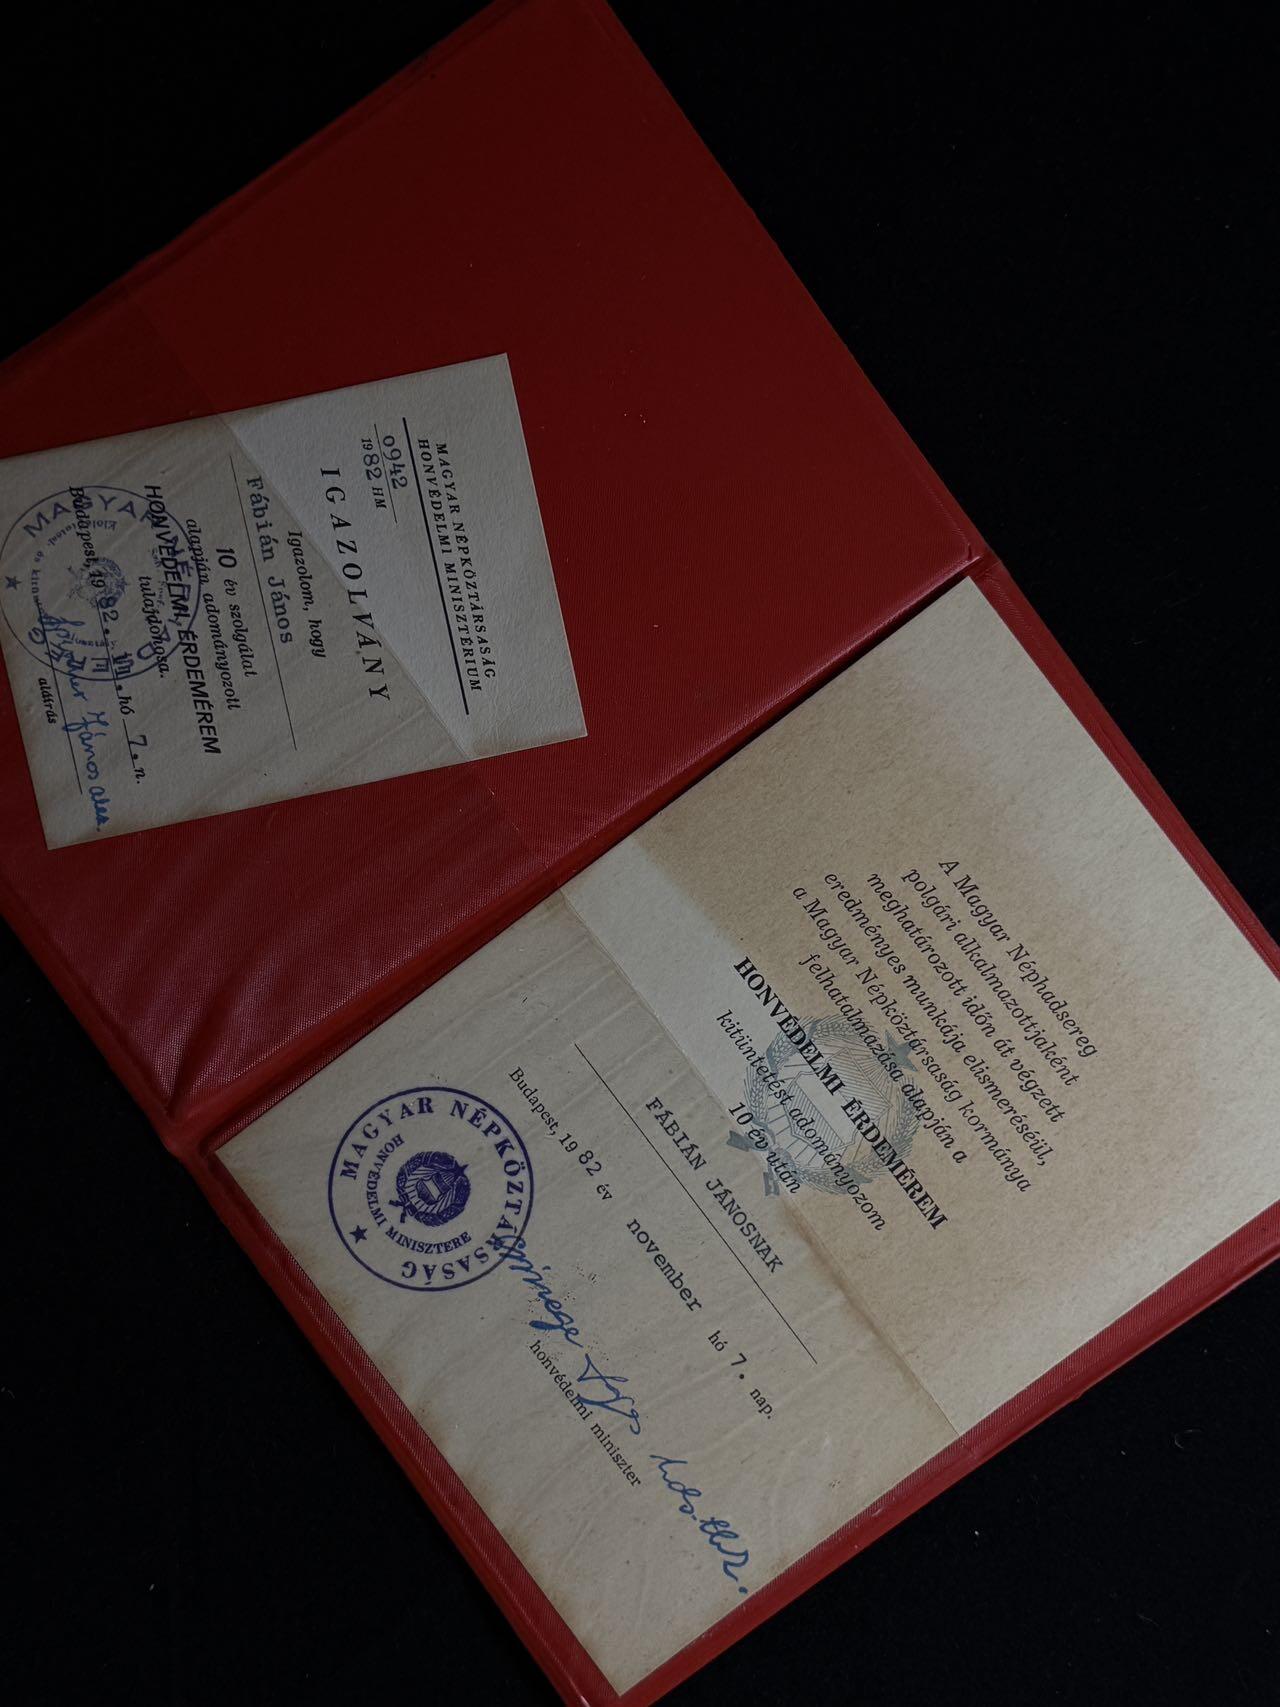 MAGYAR NÉPKÖZTÁRSASÁG
HONVÉDELMI MINISZTÉRIUM
0942
1982 HM
IGAZOLVÁNY
Igazolom, hogy
Fábián János
10 év szolgálat
alapján adományozott
HONVÉDELMI ÉRDEMÉREM
tulajdonosa.
Budapest, 1982. hó 7. n.
János alez.
aláírás
MAGYAR
A Magyar Néphadsereg
polgári alkalmazottjaként
meghatározott időn át végzett
eredményes munkája elismeréséül,
a Magyar Népköztársaság kormánya
felhatalmazása alapján a
HONVÉDELMI ÉRDEMÉREM
kitüntetést adományozom
10 év után
FÁBIÁN JÁNOSNAK
Budapest, 1982 év november hó 7. nap.
MAGYAR NÉPKÖZTÁRSASÁG
HONVÉDELMI MINISZTERE
honvédelmi miniszter